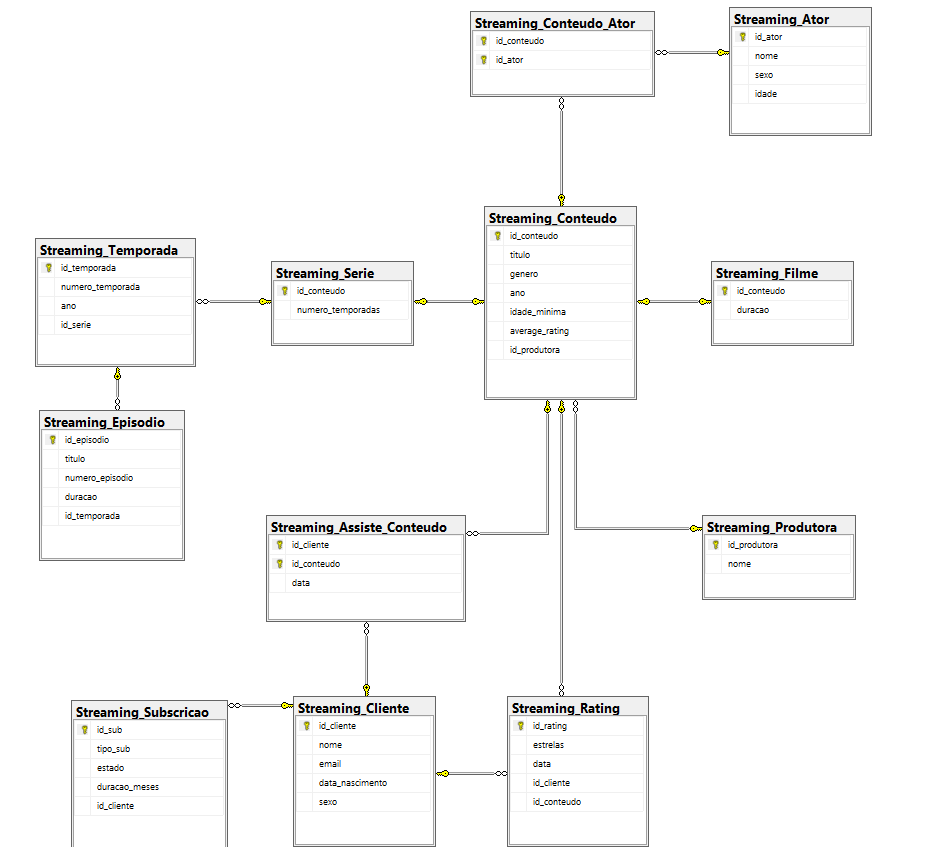 Streaming_Conteudo_Ator
id_conteudo
id_ator
Streaming_Ator
id_ator
nome
sexo
idade
Streaming_Conteudo
id_conteudo
titulo
genero
ano
idade_minima
average_rating
id_produtora
Streaming_Temporada
id_temporada
numero_temporada
ano
id_serie
Streaming_Serie
id_conteudo
numero_temporadas
Streaming_Filme
id_conteudo
duracao
Streaming_Episodio
id_episodio
titulo
numero_episodio
duracao
id_temporada
Streaming_Assiste_Conteudo
id_cliente
id_conteudo
data
Streaming_Produtora
id_produtora
nome
Streaming_Subscricao
id_sub
tipo_sub
estado
duracao_meses
id_cliente
Streaming_Cliente
id_cliente
nome
email
data_nascimento
sexo
Streaming_Rating
id_rating
estrelas
data
id_cliente
id_conteudo